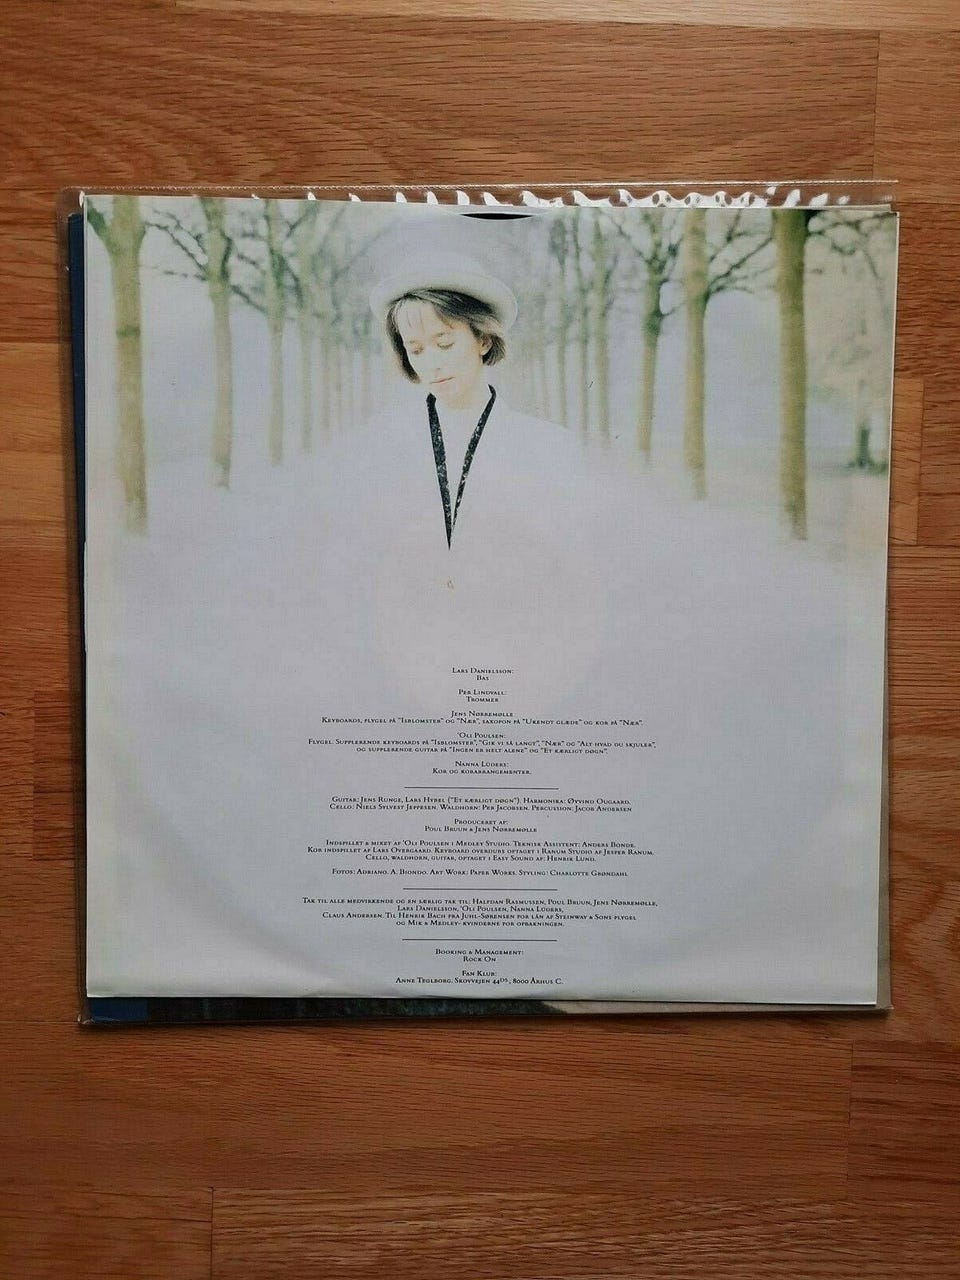 Lars Danielsson:
Bas
Per Lindvall:
Trommer
Jens Nørremølle
Keyboards, flygel på "Isblomster" og "Nær", saxofon på "Ukendt glæde" og kor på "Nær".
'Oli Poulsen:
Flygel. Supplerende keyboards på "Isblomster", "Gik vi så langt", "Nær" og "Alt hvad du skjuler",
og supplerende guitar på "Ingen er helt alene" og "Et kærligt døgn".
Nanna Lüders:
Kor og korarrangementer.
Guitar: Jens Runge, Lars Hybel ("Et kærligt døgn"), Harmonika: Øyvind Ougaard.
Cello: Niels Sylvest Jeppesen. Waldhorn: Per Jacobsen. Percussion: Jacob Andersen
Produceret af:
Poul Bruun & Jens Nørremølle
Indspillet & mixet af 'Oli Poulsen i Medley Studio. Teknisk Assistent: Anders Bonde.
Kor indspillet af Lars Overgaard. Keyboard overdubs optaget i Ranum Studio af Jesper Ranum.
Cello, waldhorn, guitar, optaget i Easy Sound af: Henrik Lund.
Fotos: Adriano. A. Biondo. Art Work: Paper Works. Styling: Charlotte Grøndahl
Tak til alle medvirkende og en særlig tak til: Halfdan Rasmussen, Poul Bruun, Jens Nørremølle,
Lars Danielsson, 'Oli Poulsen, Nanna Lüders,
Claus Andersen. Til Henrik Bach fra Juhl-Sørensen for lån af Steinway & Sons flygel
og Mik & Medley-kvinderne for opbakningen.
Booking & Management:
Rock On
Fan Klub:
Anne Teglborg. Skovvejen 44DS, 8000 Århus C.